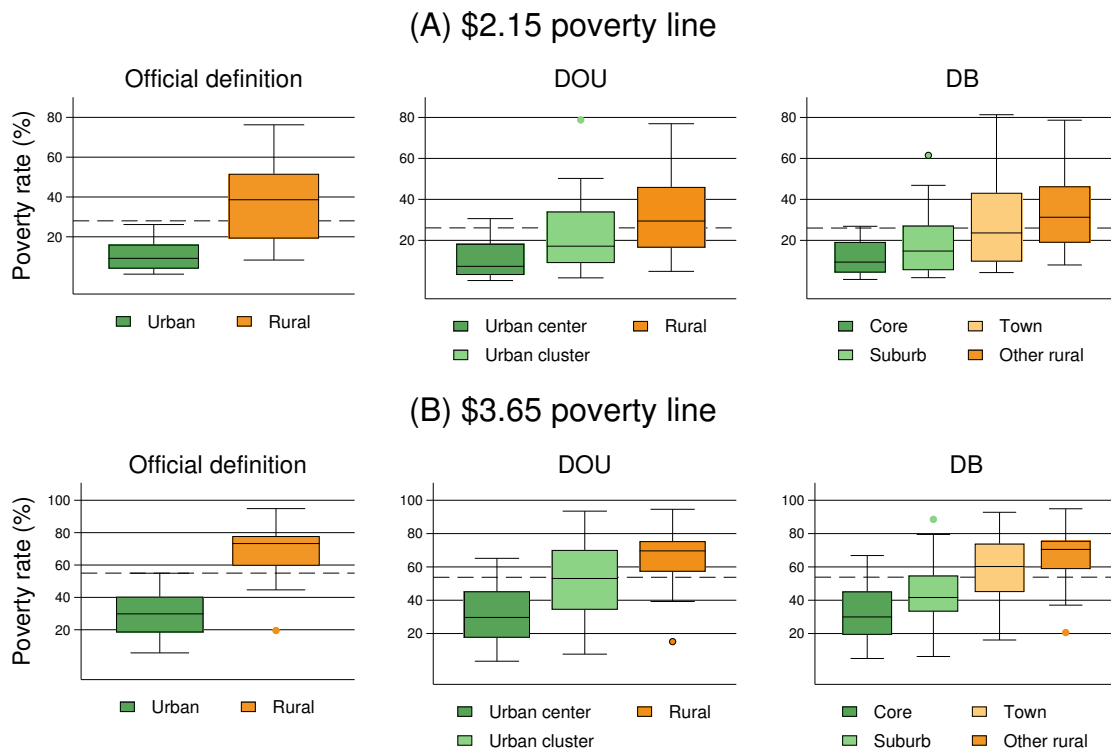 (A) $2.15 poverty line
Official definition
DOU
DB
Poverty rate (%)
80
60
40
20
80
60
40
20
80
60
40
20
Urban
Rural
Urban center
Rural
Urban cluster
Core
Town
Suburb
Other rural
(B) $3.65 poverty line
Official definition
DOU
DB
Poverty rate (%)
100
80
60
40
20
100
80
60
40
20
100
80
60
40
20
Urban
Rural
Urban center
Rural
Urban cluster
Core
Town
Suburb
Other rural